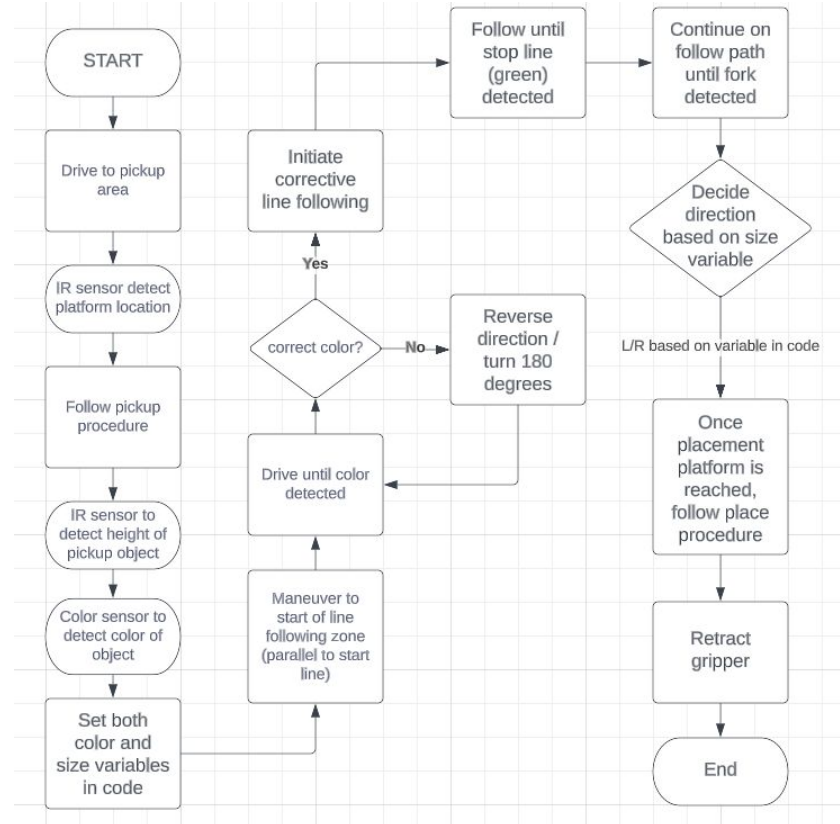 START
Drive to pickup
area
IR sensor detect
platform location
Follow pickup
procedure
IR sensor to
detect height of
pickup object
Color sensor to
detect color of
object
Set both
color and
size variables
in code
Maneuver to
start of line
following zone
(parallel to start
line)
Drive until color
detected
correct color?
No
Reverse
direction /
turn 180
degrees
Yes
Initiate
corrective
line following
Follow until
stop line
(green)
detected
Continue on
follow path
until fork
detected
Decide
direction
based on size
variable
L/R based on variable in code
Once
placement
platform is
reached,
follow place
procedure
Retract
gripper
End